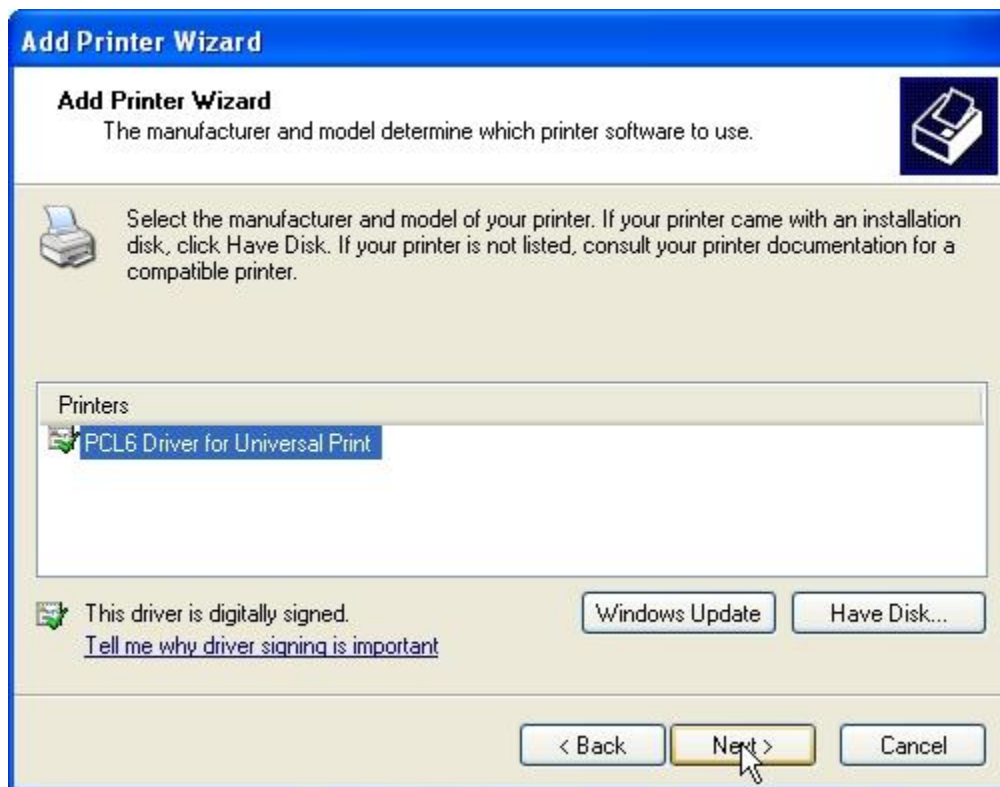 Add Printer Wizard
Add Printer Wizard
The manufacturer and model determine which printer software to use.
Select the manufacturer and model of your printer. If your printer came with an installation
disk, click Have Disk. If your printer is not listed, consult your printer documentation for a
compatible printer.
Printers
PCL6 Driver for Universal Print
This driver is digitally signed.
Windows Update
Have Disk...
Tell me why driver signing is important
< Back
Next >
Cancel